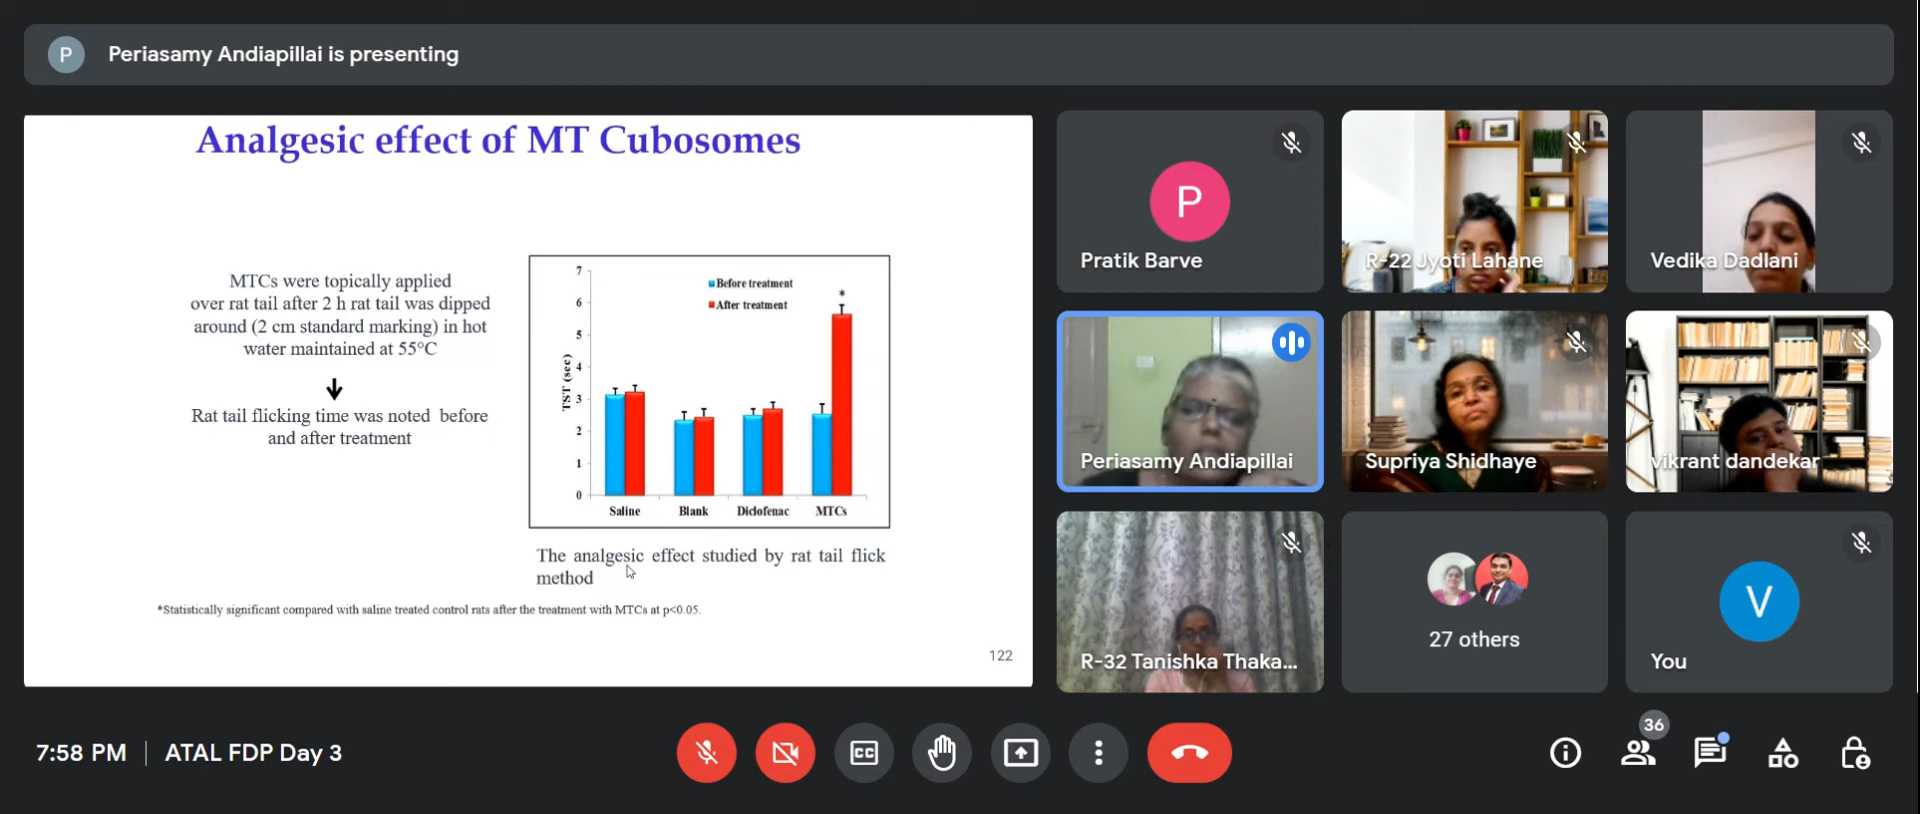 P
Periasamy Andiapillai is presenting
Analgesic effect of MT Cubosomes
MTCs were topically applied
over rat tail after 2 h rat tail was dipped
around (2 cm standard marking) in hot
water maintained at 55°C
Rat tail flicking time was noted before
and after treatment
7
6
5
4
3
2
1
0
TST (sec)
Before treatment
After treatment
*
Saline
Blank
Diclofenac
MTCs
The analgesic effect studied by rat tail flick
method
*Statistically significant compared with saline treated control rats after the treatment with MTCs at p<0.05.
122
P
Pratik Barve
R-22 Jyoti Lahane
Vedika Dadlani
Periasamy Andiapillai
Supriya Shidhaye
vikrant dandekar
R-32 Tanishka Thaka...
27 others
V
You
7:58 PM
ATAL FDP Day 3
CC
36